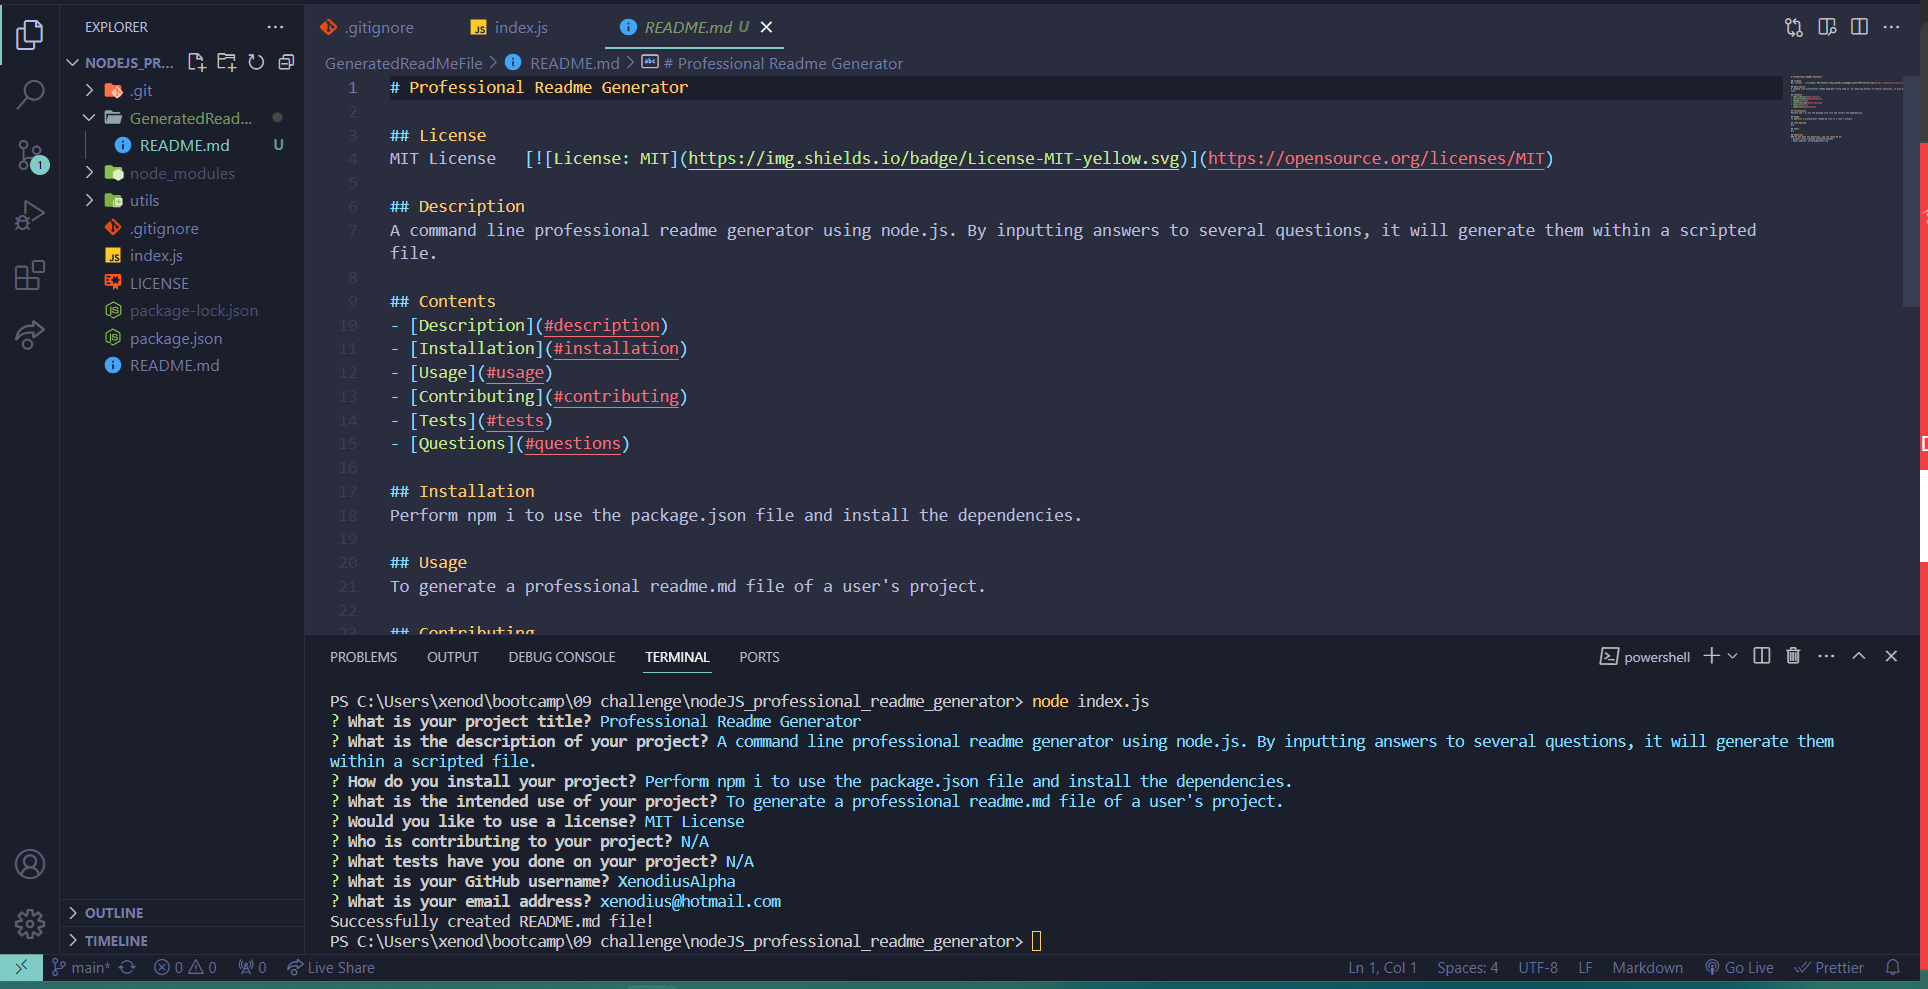 EXPLORER
NODEJS_PR...
.git
GeneratedRead...
README.md U
node_modules
utils
.gitignore
index.js
LICENSE
package-lock.json
package.json
README.md
OUTLINE
TIMELINE
.gitignore
index.js
README.md U
GeneratedReadMeFile > README.md > # Professional Readme Generator
1 # Professional Readme Generator
2
3 ## License
4 MIT License [![License: MIT](https://img.shields.io/badge/License-MIT-yellow.svg)](https://opensource.org/licenses/MIT)
5
6 ## Description
7 A command line professional readme generator using node.js. By inputting answers to several questions, it will generate them within a scripted
file.
8
9 ## Contents
10 - [Description](#description)
11 - [Installation](#installation)
12 - [Usage](#usage)
13 - [Contributing](#contributing)
14 - [Tests](#tests)
15 - [Questions](#questions)
16
17 ## Installation
18 Perform npm i to use the package.json file and install the dependencies.
19
20 ## Usage
21 To generate a professional readme.md file of a user's project.
22
23 ## Contributing
PROBLEMS OUTPUT DEBUG CONSOLE TERMINAL PORTS
powershell
PS C:\Users\xenod\bootcamp\09 challenge\nodeJS_professional_readme_generator> node index.js
? What is your project title? Professional Readme Generator
? What is the description of your project? A command line professional readme generator using node.js. By inputting answers to several questions, it will generate them
within a scripted file.
? How do you install your project? Perform npm i to use the package.json file and install the dependencies.
? What is the intended use of your project? To generate a professional readme.md file of a user's project.
? Would you like to use a license? MIT License
? Who is contributing to your project? N/A
? What tests have you done on your project? N/A
? What is your GitHub username? XenodiusAlpha
? What is your email address? xenodius@hotmail.com
Successfully created README.md file!
PS C:\Users\xenod\bootcamp\09 challenge\nodeJS_professional_readme_generator>
main* 0 0 0 Live Share
Ln 1, Col 1 Spaces: 4 UTF-8 LF Markdown Go Live Prettier